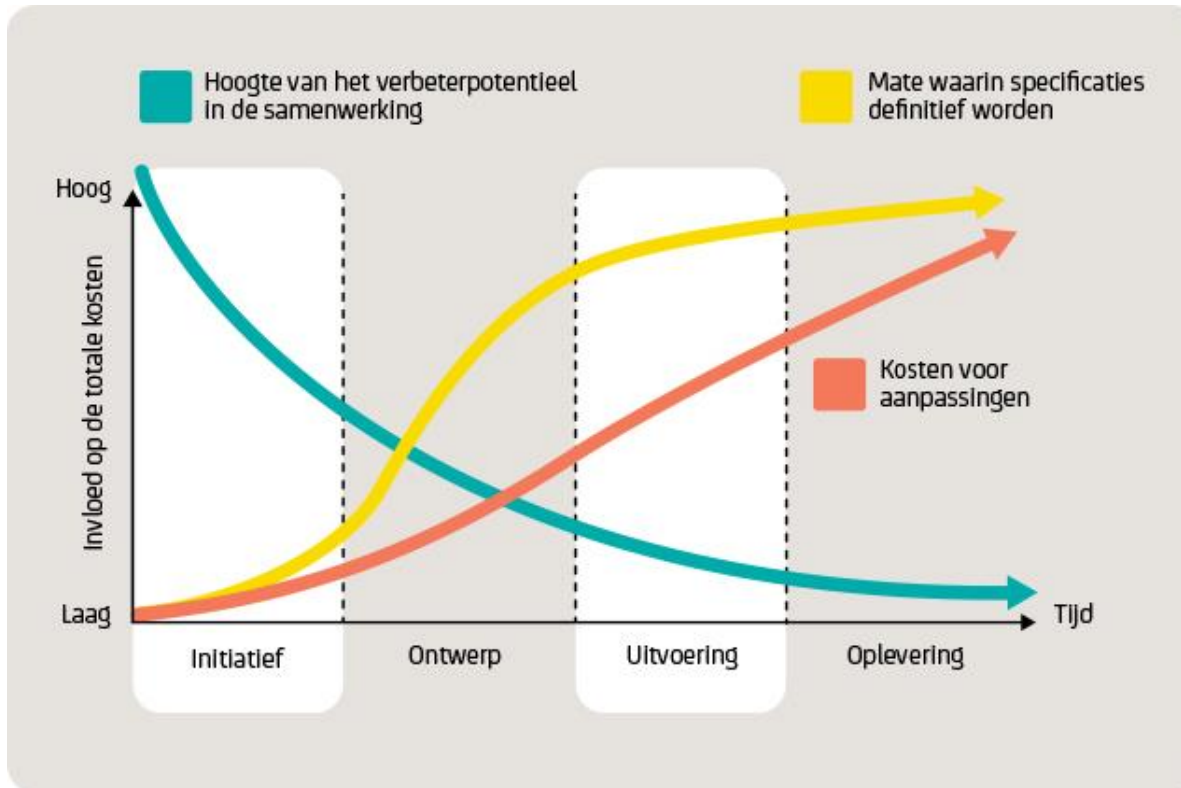 Hoogte van het verbeterpotentieel
in de samenwerking
Mate waarin specificaties
definitief worden
Hoog
Invloed op de totale kosten
Kosten voor
aanpassingen
Laag
Tijd
Initiatief
Ontwerp
Uitvoering
Oplevering